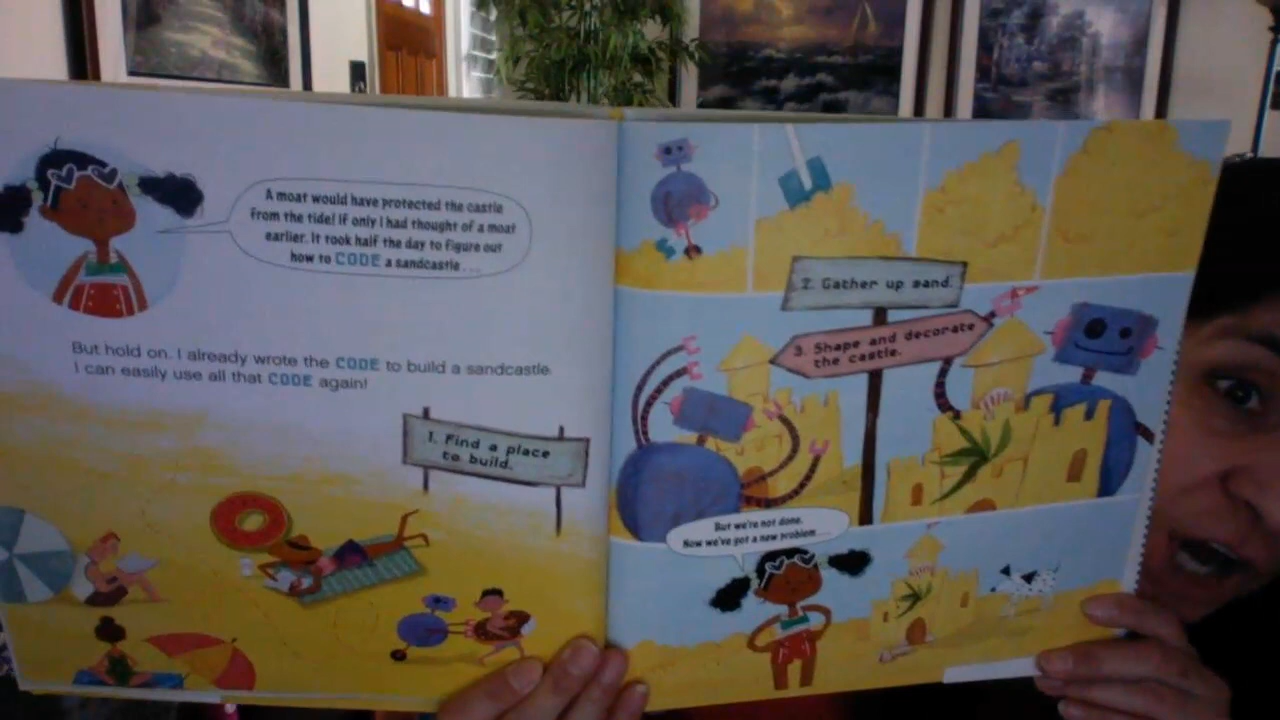 A moat would have protected the castle
from the tide! If only I had thought of a moat
earlier. It took half the day to figure out
how to CODE a sandcastle...
But hold on. I already wrote the CODE to build a sandcastle.
I can easily use all that CODE again!
1. Find a place
to build.
2. Gather up sand.
3. Shape and decorate
the castle.
But we're not done.
Now we've got a new problem...